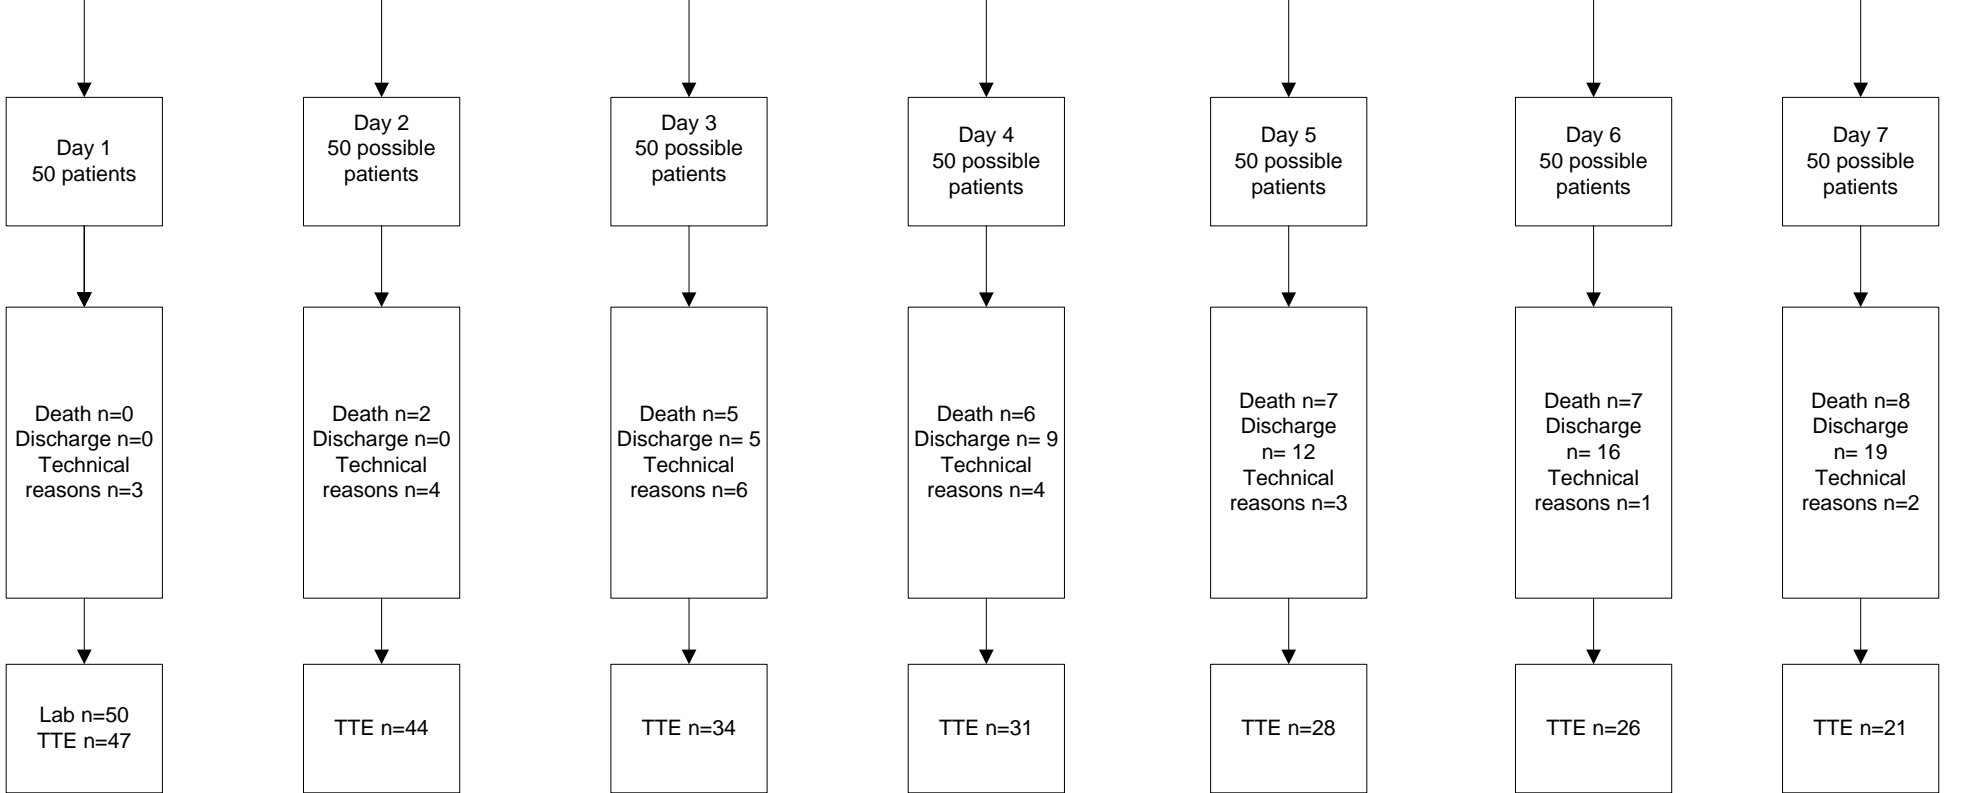 Day 1
50 patients
Day 2
50 possible
patients
Day 3
50 possible
patients
Day 4
50 possible
patients
Day 5
50 possible
patients
Day 6
50 possible
patients
Day 7
50 possible
patients
Death n=0
Discharge n=0
Technical
reasons n=3
Death n=2
Discharge n=0
Technical
reasons n=4
Death n=5
Discharge n= 5
Technical
reasons n=6
Death n=6
Discharge n= 9
Technical
reasons n=4
Death n=7
Discharge
n= 12
Technical
reasons n=3
Death n=7
Discharge
n= 16
Technical
reasons n=1
Death n=8
Discharge
n= 19
Technical
reasons n=2
Lab n=50
TTE n=47
TTE n=44
TTE n=34
TTE n=31
TTE n=28
TTE n=26
TTE n=21